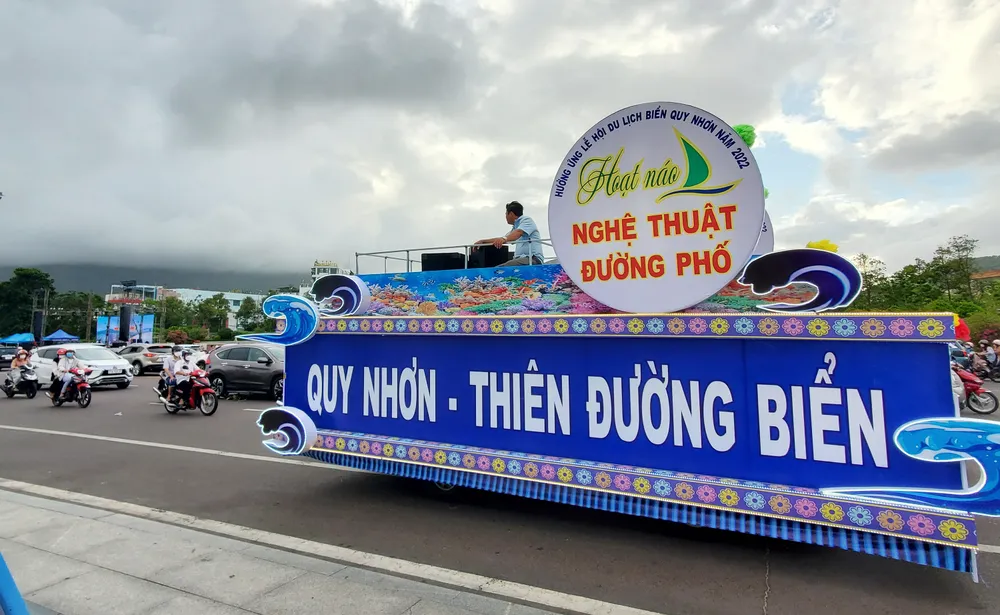 HƯỞNG ỨNG LỄ HỘI DU LỊCH BIỂN QUY NHƠN NĂM 2022
Hoạt náo
NGHỆ THUẬT
ĐƯỜNG PHỐ
QUY NHƠN - THIÊN ĐƯỜNG BIỂN